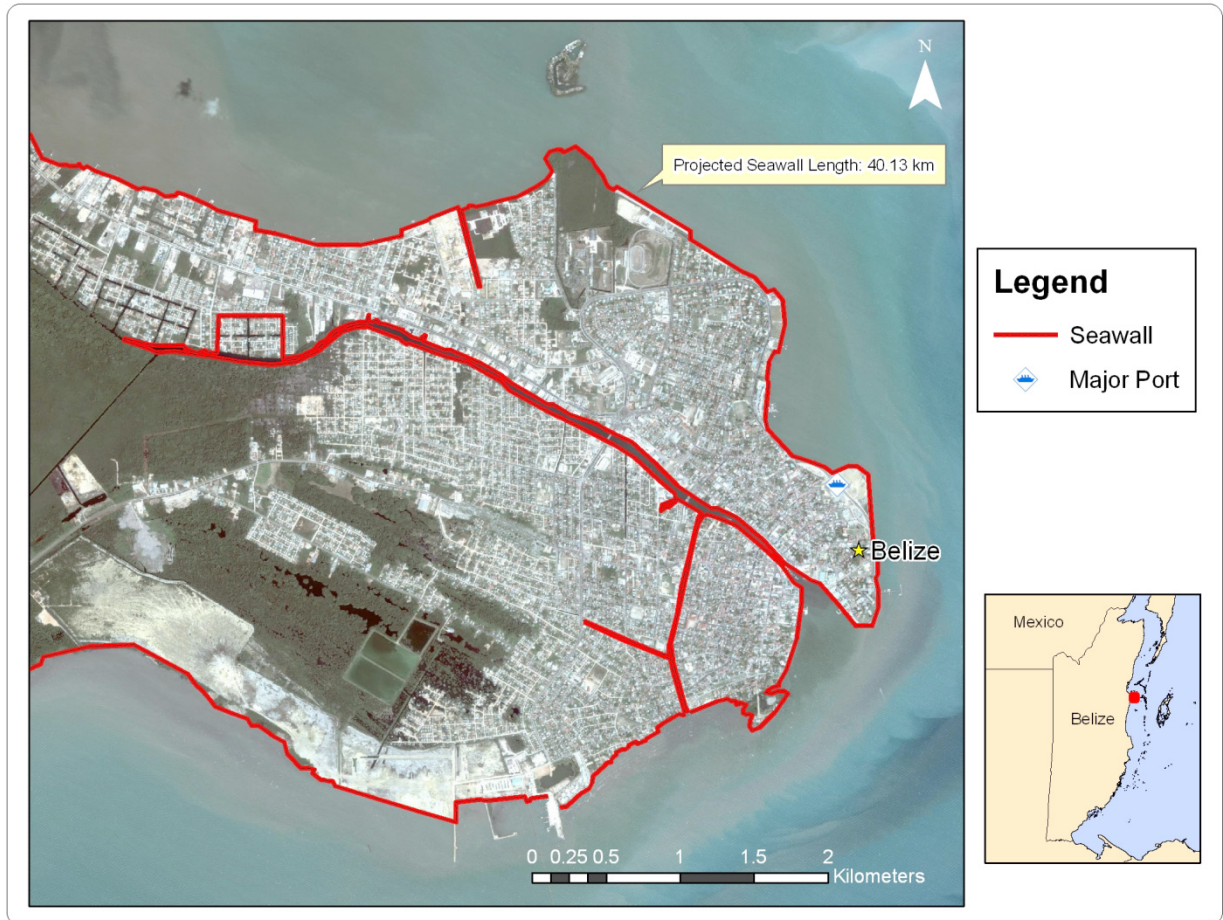 N
Projected Seawall Length: 40.13 km
Belize
0 0.25 0.5 1 1.5 2
Kilometers
Legend
Seawall
Major Port
Mexico
Belize